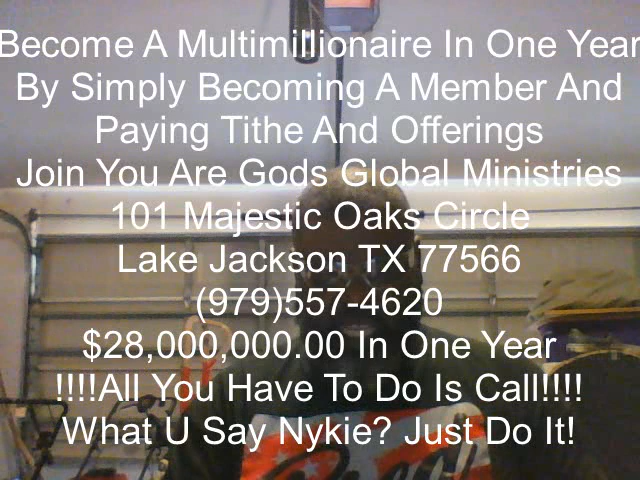 Become A Multimillionaire In One Year
By Simply Becoming A Member And
Paying Tithe And Offerings
Join You Are Gods Global Ministries
101 Majestic Oaks Circle
Lake Jackson TX 77566
(979)557-4620
$28,000,000.00 In One Year
!!!!All You Have To Do Is Call!!!!
What U Say Nykie? Just Do It!